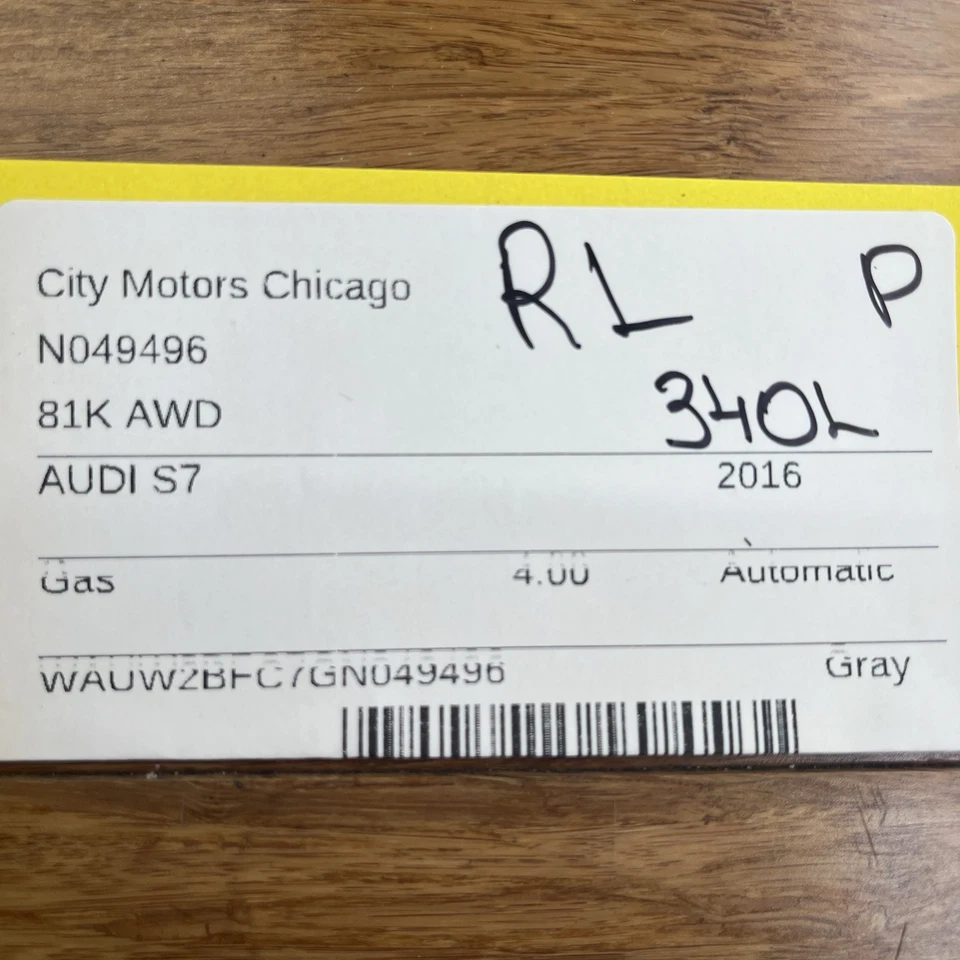 City Motors Chicago RL P
N049496
81K AWD 340L
AUDI S7 2016
Gas 4.00 Automatic
WAUW2BFC7GN049496 Gray